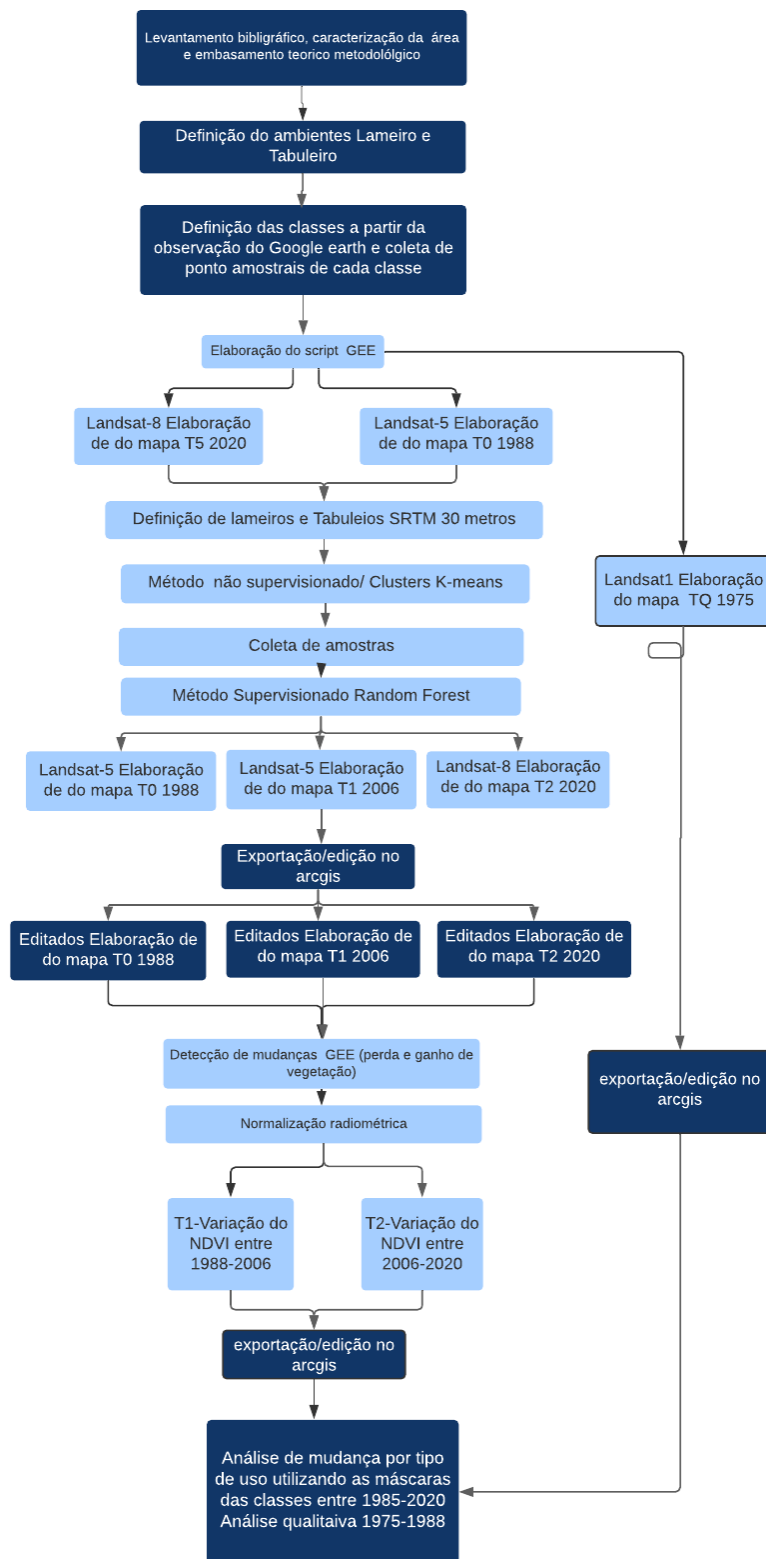 Levantamento bibligráfico, caracterização da  área
e embasamento teorico metodolólgico
Definição do ambientes Lameiro e
Tabuleiro
Definição das classes a partir da
observação do Google earth e coleta de
ponto amostrais de cada classe
Elaboração do script  GEE
Landsat-8 Elaboração
de do mapa T5 2020
Landsat-5 Elaboração
de do mapa T0 1988
Definição de lameiros e Tabuleios SRTM 30 metros
Método  não supervisado/ Clusters K-means
Landsat1 Elaboração
do mapa  TQ 1975
Coleta de amostras
Método Supervisionado Random Forest
Landsat-5 Elaboração
de do mapa T0 1988
Landsat-5 Elaboração
de do mapa T1 2006
Landsat-8 Elaboração
de do mapa T2 2020
Exportação/edição no
arcgis
Editados Elaboração de
do mapa T0 1988
Editados Elaboração de
do mapa T1 2006
Editados Elaboração de
do mapa T2 2020
Detecção de mudanças  GEE (perda e ganho de
vegetação)
exportação/edição no
arcgis
Normalização radiométrica
T1-Variação do
NDVI entre
1988-2006
T2-Variação do
NDVI entre
2006-2020
exportação/edição no
arcgis
Análise de mudança por tipo
de uso utilizando as máscaras
das classes entre 1985-2020
Análise qualitaiva 1975-1988